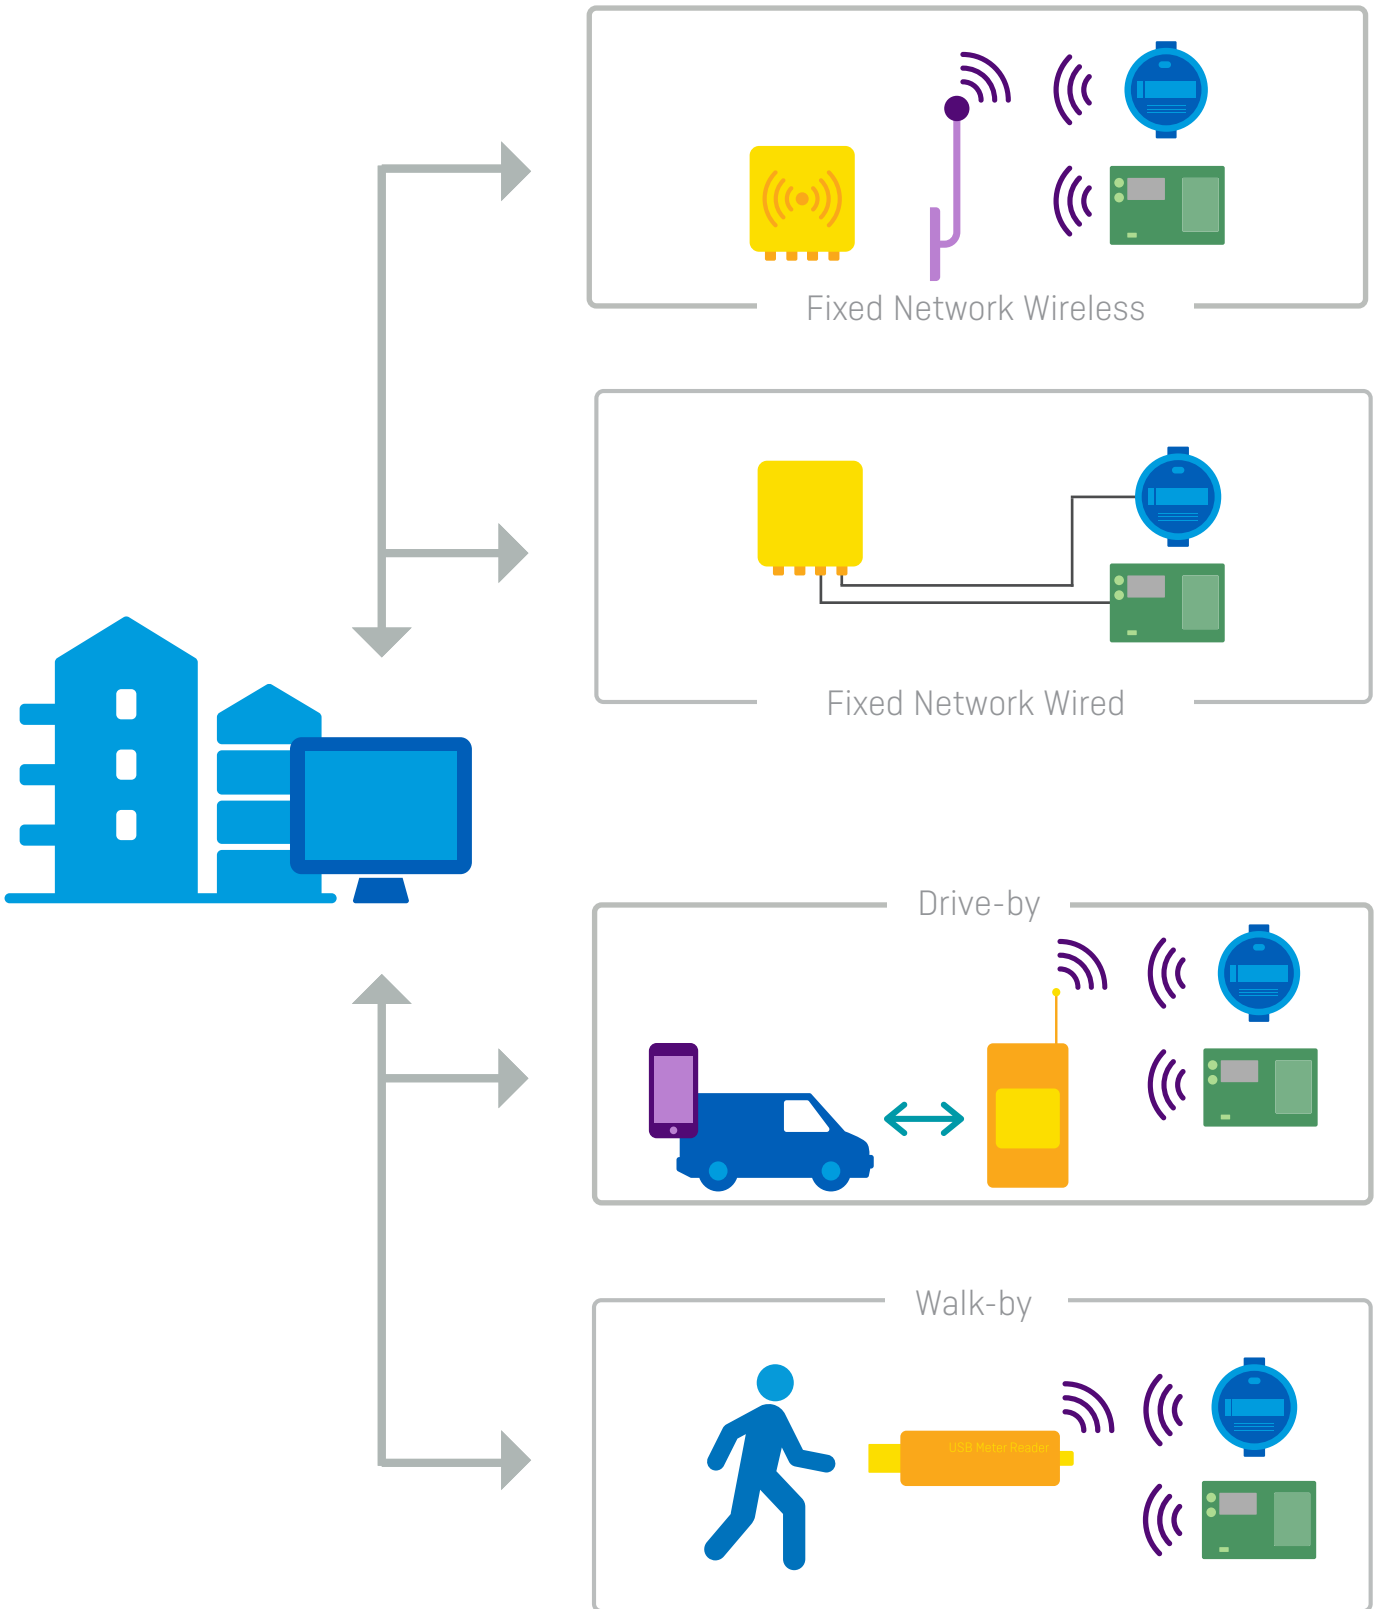 Fixed Network Wireless
Fixed Network Wired
Drive-by
Walk-by
USB Meter Reader